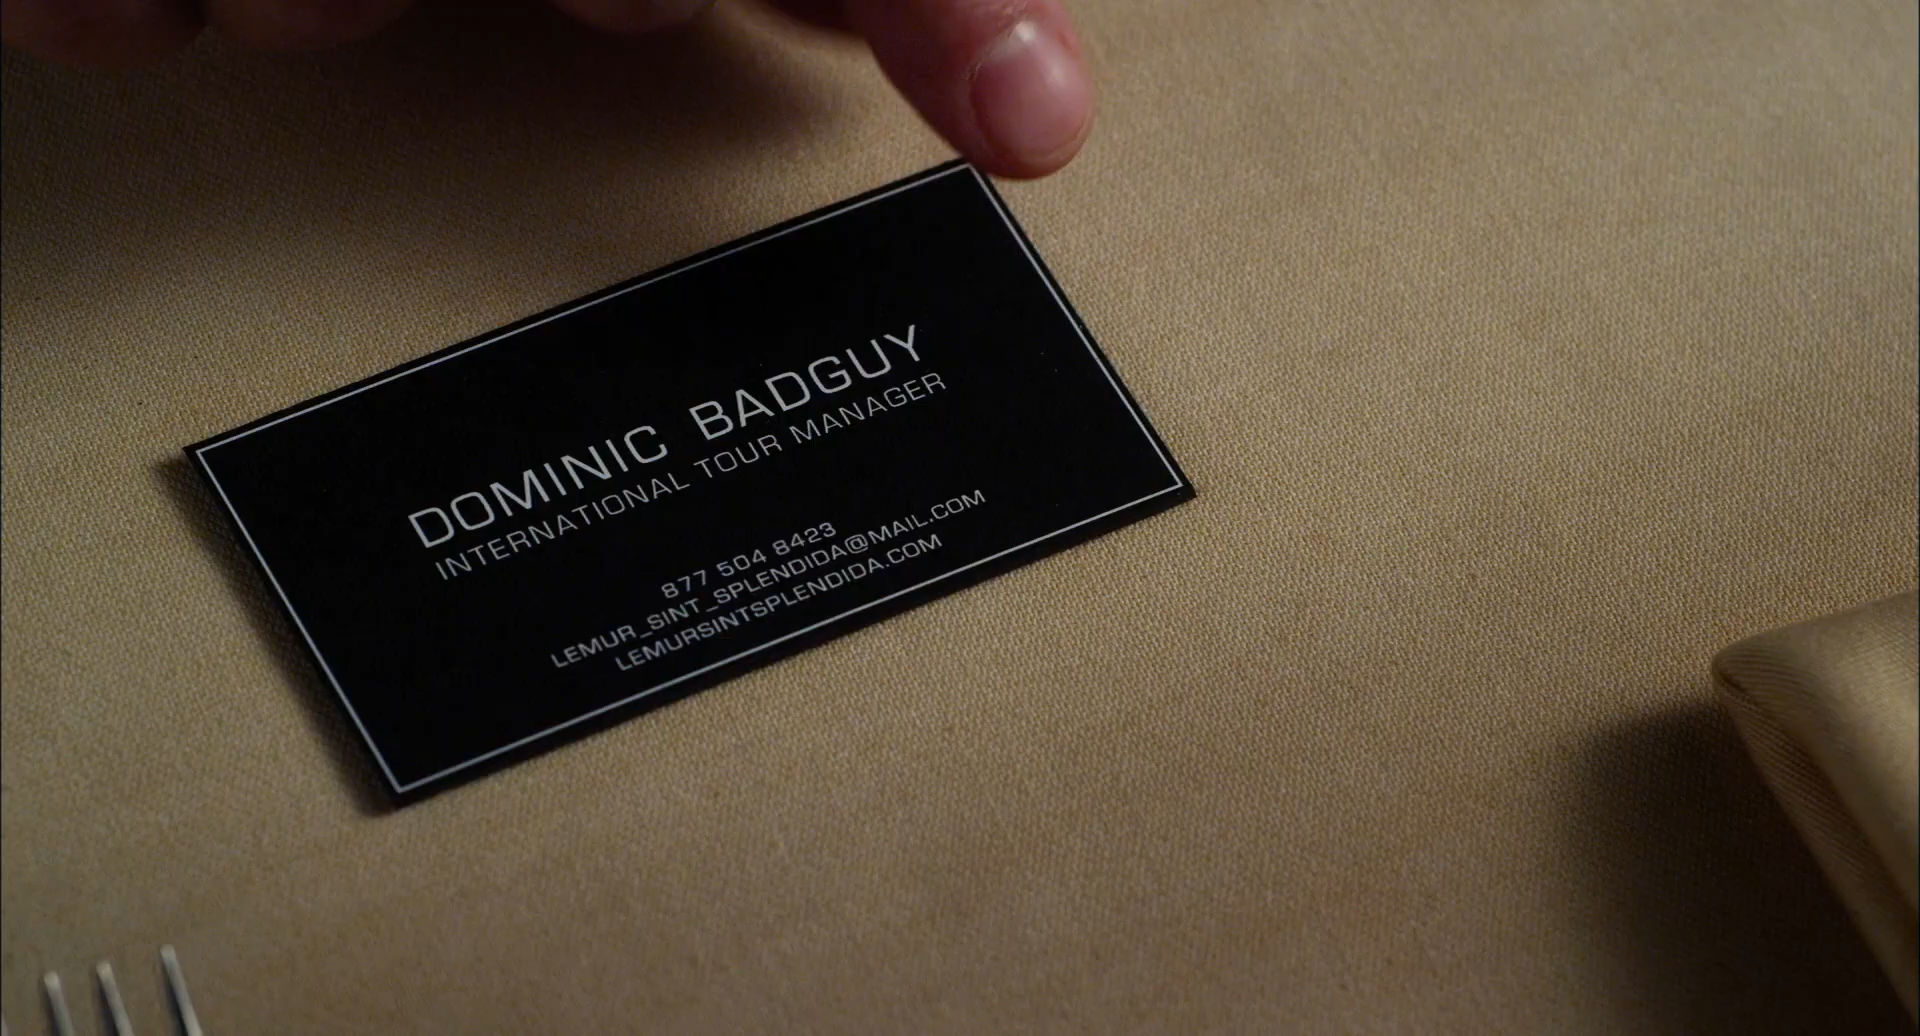 DOMINIC BADGUY
INTERNATIONAL TOUR MANAGER
877 504 8423
LEMUR_SINT_SPLENDIDA@MAIL.COM
LEMURSINTSPLENDIDA.COM